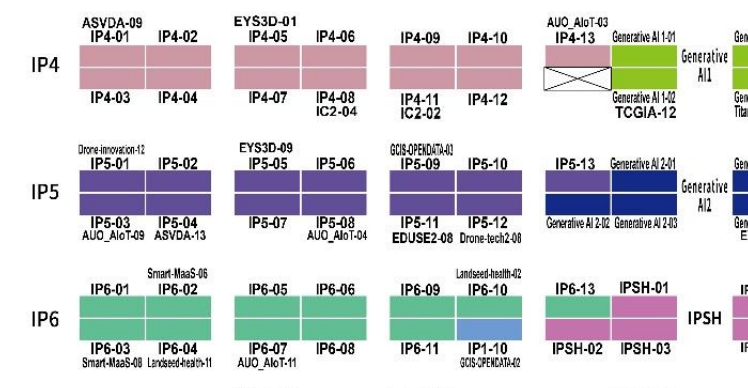 ASVDA-09 EYS3D-01 AUO_AIoT-03
IP4-01 IP4-02 IP4-05 IP4-06 IP4-09 IP4-10 IP4-13 Generative AI 1-01
IP4 Generative AI1
IP4-03 IP4-04 IP4-07 IP4-08 IP4-11 IP4-12 Generative AI 1-02
IC2-04 IC2-02 TCGIA-12
Drone-innovation-12 EYS3D-09 GCIS-OPENDATA-03
IP5-01 IP5-02 IP5-05 IP5-06 IP5-09 IP5-10 IP5-13 Generative AI 2-01
IP5 Generative AI2
IP5-03 IP5-04 IP5-07 IP5-08 IP5-11 IP5-12 Generative AI 2-02 Generative AI 2-03
AUO_AIoT-09 ASVDA-13 AUO_AIoT-04 EDUSE2-08 Drone-tech2-08
Smart-MaaS-06 Landseed-health-02
IP6-01 IP6-02 IP6-05 IP6-06 IP6-09 IP6-10 IP6-13 IPSH-01
IP6 IPSH
IP6-03 IP6-04 IP6-07 IP6-08 IP6-11 IP1-10 IPSH-02 IPSH-03
Smart-MaaS-08 Landseed-health-11 AUO_AIoT-11 GCIS-OPENDATA-02